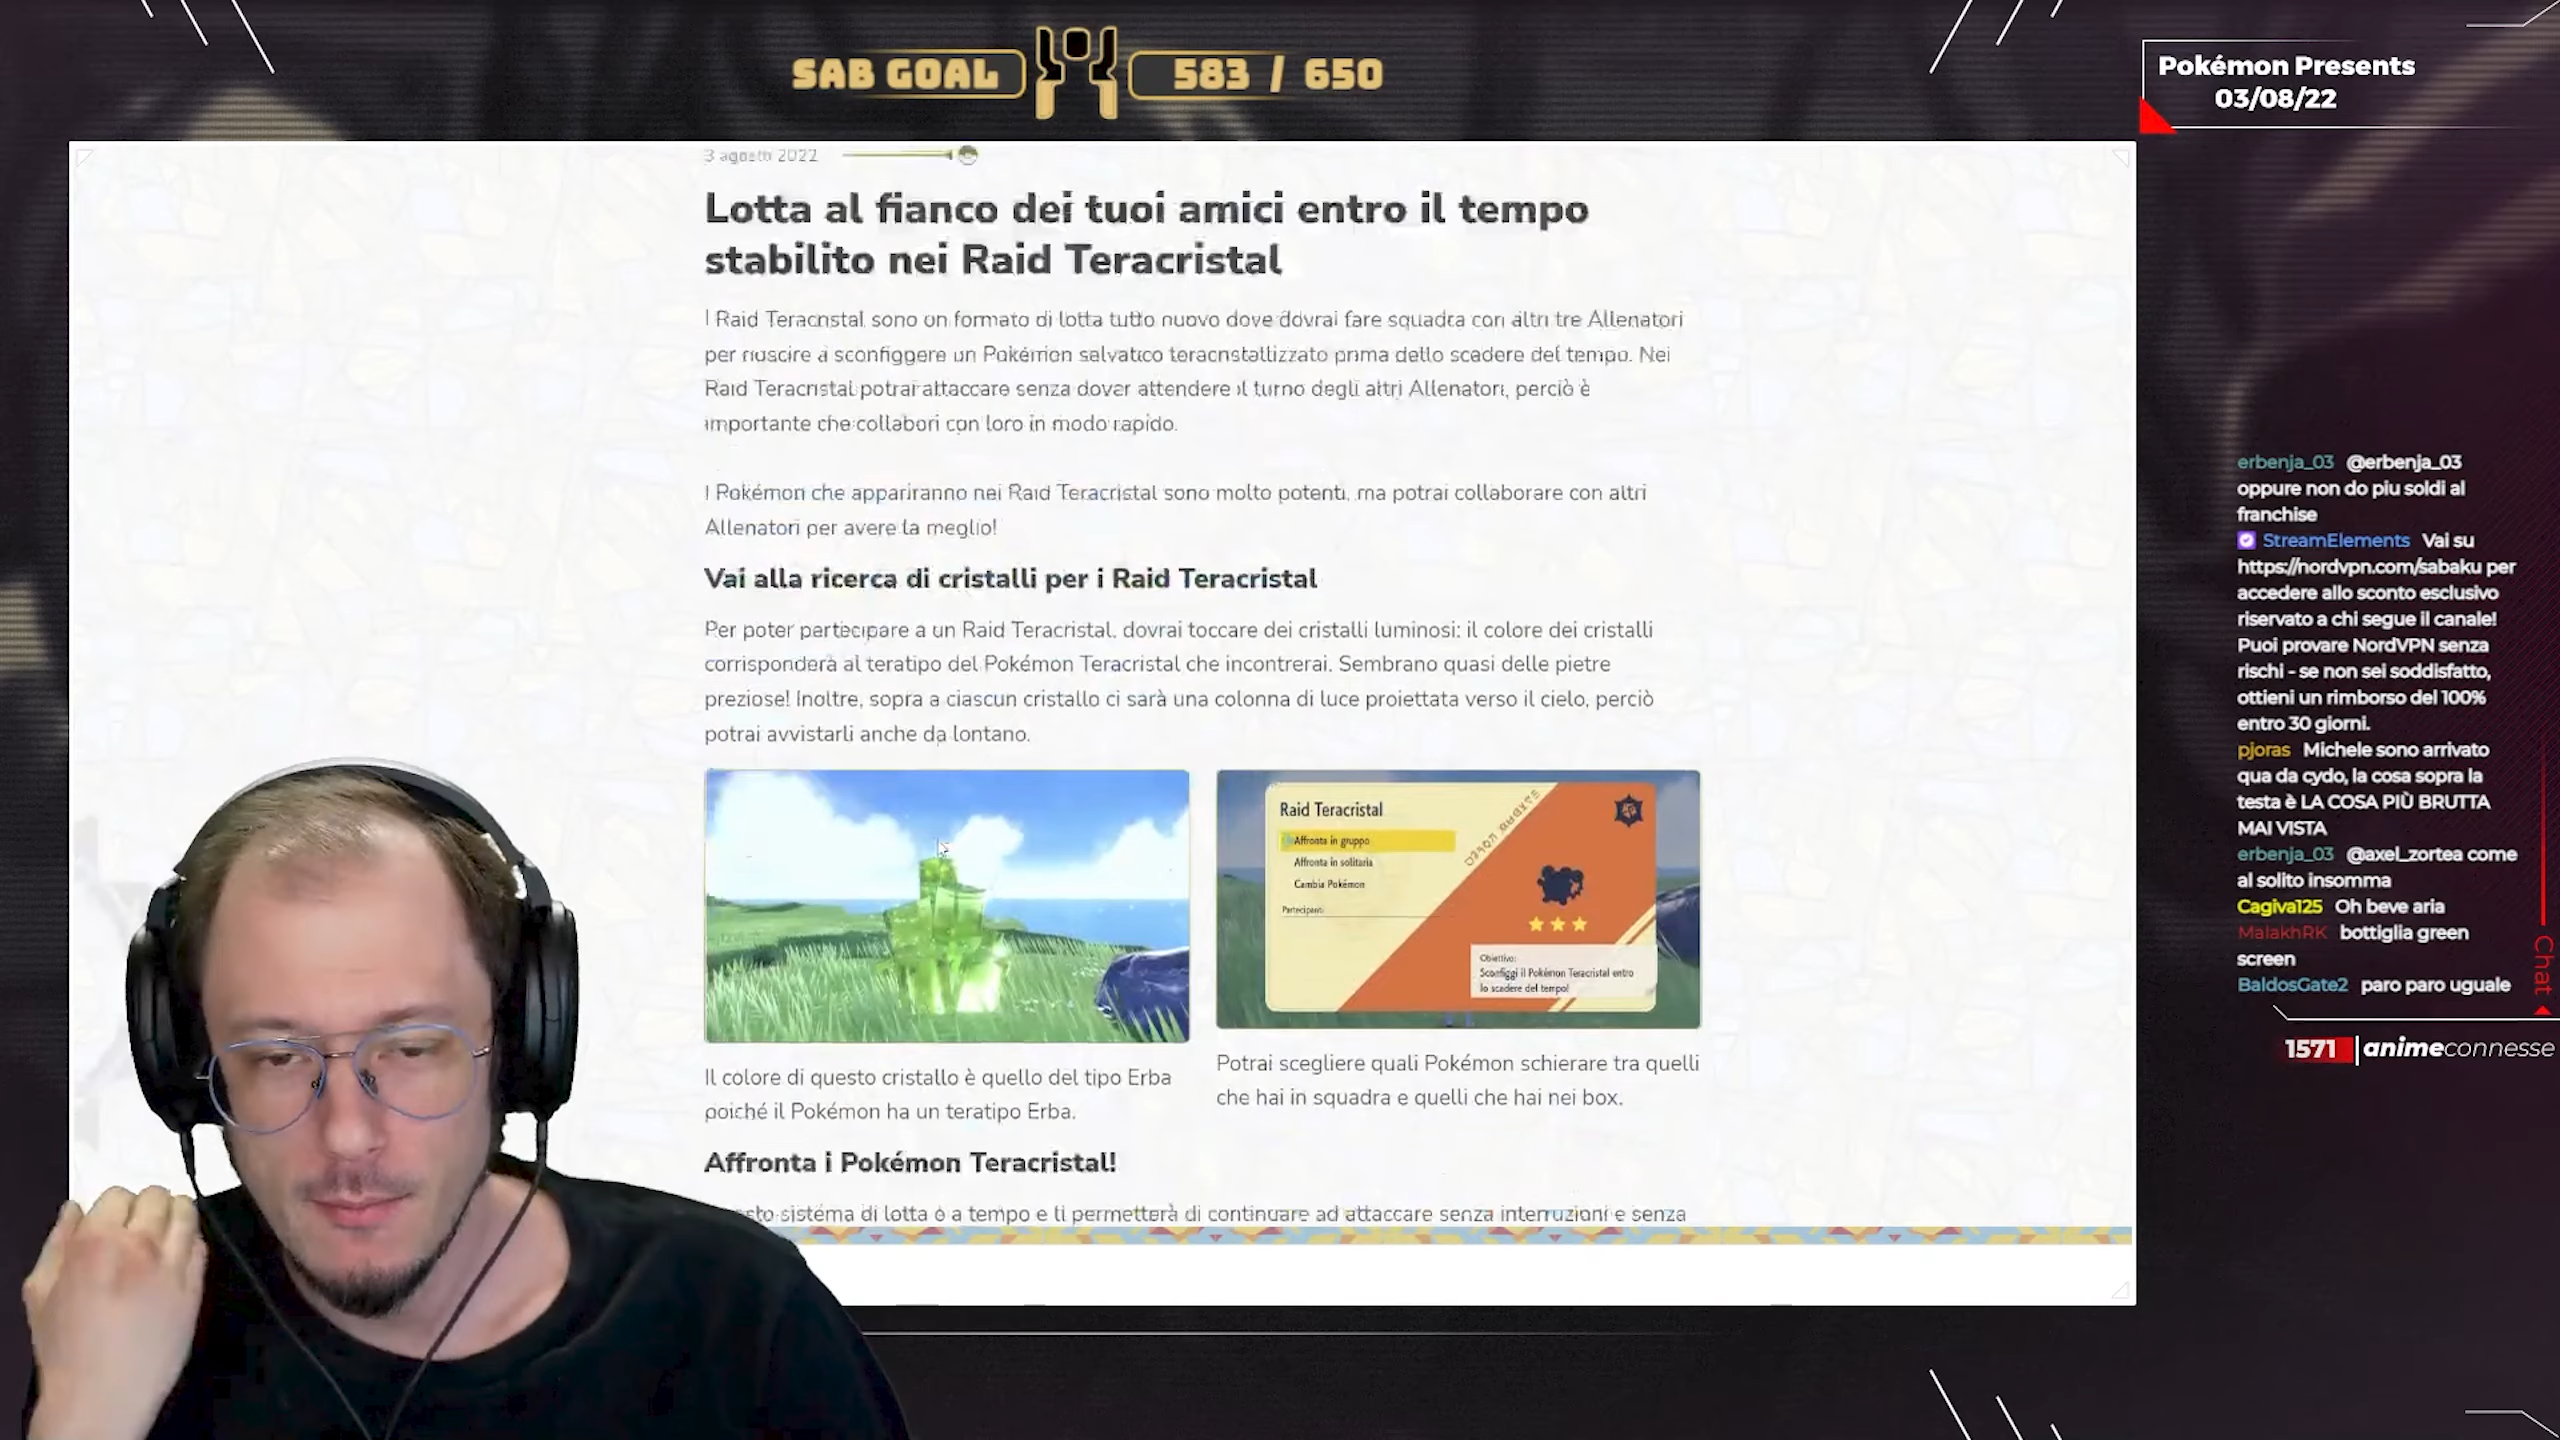 SAB GOAL 583 / 650
Pokémon Presents
03/08/22
3 agosto 2022
Lotta al fianco dei tuoi amici entro il tempo
stabilito nei Raid Teracristal
I Raid Teracristal sono un formato di lotta tutto nuovo dove dovrai fare squadra con altri tre Allenatori
per riuscire a sconfiggere un Pokémon selvatico teracristallizzato prima dello scadere del tempo. Nei
Raid Teracristal potrai attaccare senza dover attendere il turno degli altri Allenatori, perciò è
importante che collabori con loro in modo rapido.
I Pokémon che appariranno nei Raid Teracristal sono molto potenti, ma potrai collaborare con altri
Allenatori per avere la meglio!
Vai alla ricerca di cristalli per i Raid Teracristal
Per poter partecipare a un Raid Teracristal, dovrai toccare dei cristalli luminosi: il colore dei cristalli
corrisponderà al teratipo del Pokémon Teracristal che incontrerai. Sembrano quasi delle pietre
preziose! Inoltre, sopra a ciascun cristallo ci sarà una colonna di luce proiettata verso il cielo, perciò
potrai avvistarli anche da lontano.
Raid Teracristal
Affronta in gruppo
Affronta in solitaria
Cambia Pokémon
Partecipanti:
Obiettivo:
Sconfiggi il Pokémon Teracristal entro
lo scadere del tempo!
Il colore di questo cristallo è quello del tipo Erba
poiché il Pokémon ha un teratipo Erba.
Potrai scegliere quali Pokémon schierare tra quelli
che hai in squadra e quelli che hai nei box.
Affronta i Pokémon Teracristal!
sistema di lotta è a tempo e ti permetterà di continuare ad attaccare senza interruzioni e senza
erbenja_03 @erbenja_03
oppure non do piu soldi al
franchise
StreamElements Vai su
https://nordvpn.com/sabaku per
accedere allo sconto esclusivo
riservato a chi segue il canale!
Puoi provare NordVPN senza
rischi - se non sei soddisfatto,
ottieni un rimborso del 100%
entro 30 giorni.
pjoras Michele sono arrivato
qua da cydo, la cosa sopra la
testa è LA COSA PIÙ BRUTTA
MAI VISTA
erbenja_03 @axel_zortea come
al solito insomma
Cagiva125 Oh beve aria
MalakhRK bottiglia green
screen
BaldosGate2 paro paro uguale
Chat
1571 animeconnesse